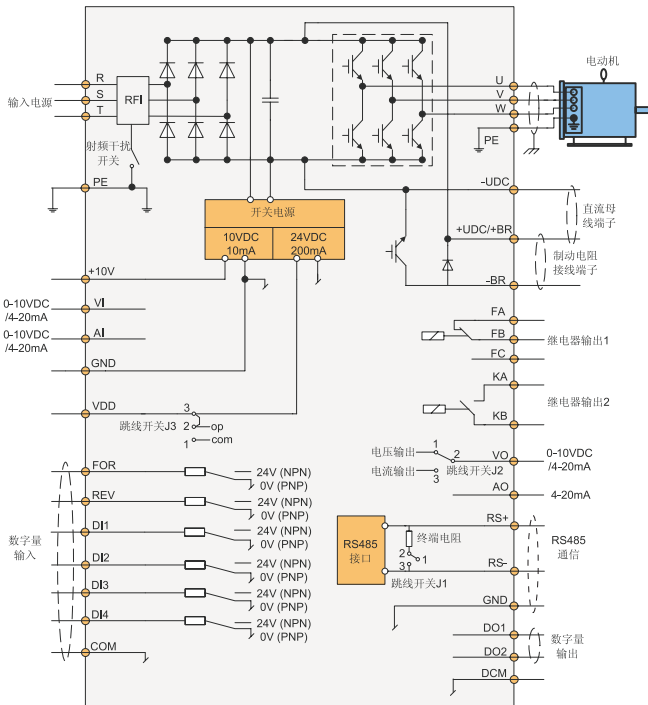 R
S
T
输入电源
RFI
射频干扰
开关
PE
U
V
W
PE
电动机
-UDC
+UDC/+BR
-BR
直流母
线端子
制动电阻
接线端子
开关电源
10VDC
10mA
24VDC
200mA
+10V
0-10VDC
/4-20mA
VI
0-10VDC
/4-20mA
AI
GND
VDD
跳线开关J3
3
2
op
1
com
FA
FB
FC
继电器输出1
KA
KB
继电器输出2
电压输出
1
2
电流输出
3
跳线开关J2
VO
0-10VDC
/4-20mA
AO
4-20mA
数字量
输入
FOR
24V (NPN)
0V (PNP)
REV
24V (NPN)
0V (PNP)
DI1
24V (NPN)
0V (PNP)
DI2
24V (NPN)
0V (PNP)
DI3
24V (NPN)
0V (PNP)
DI4
24V (NPN)
0V (PNP)
COM
RS485
接口
终端电阻
2
1
3
跳线开关J1
RS+
RS-
RS485
通信
GND
DO1
DO2
数字量
输出
DCM